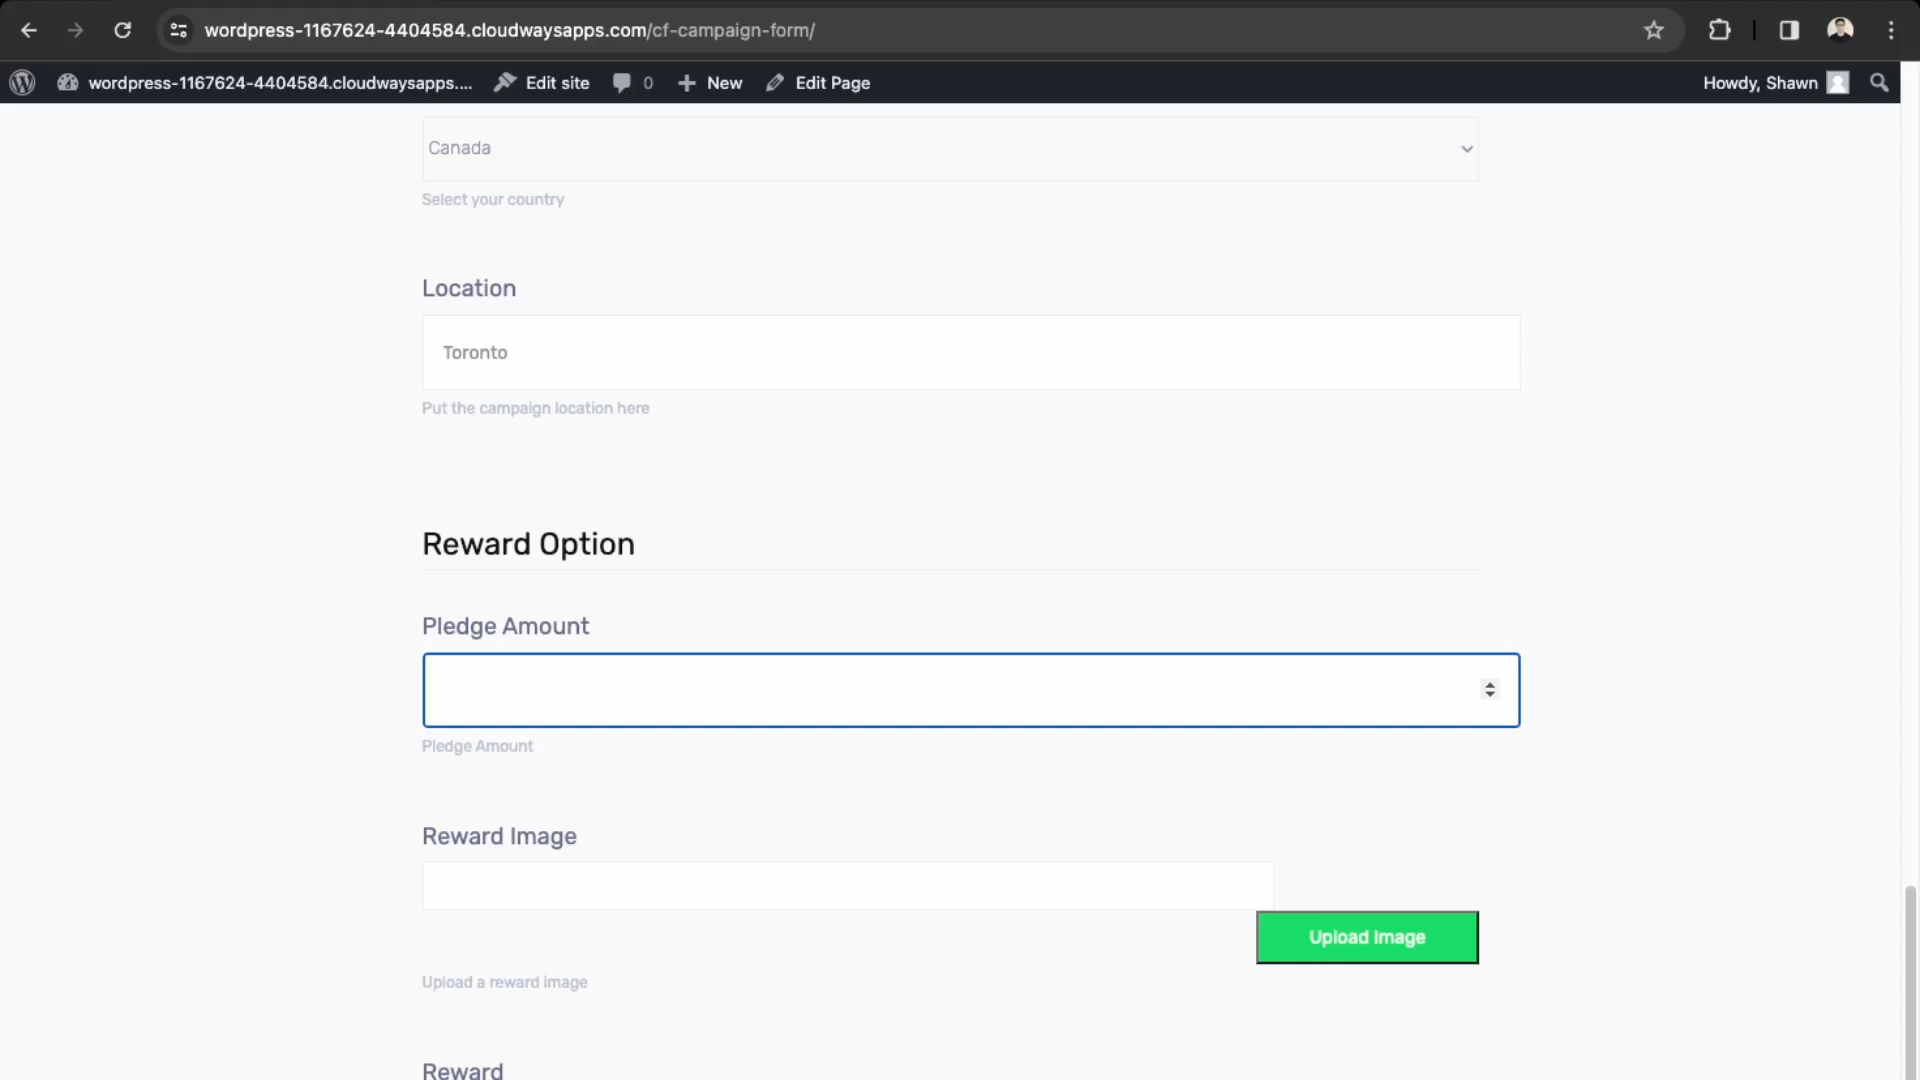 wordpress-1167624-4404584.cloudwaysapps.com/cf-campaign-form/
wordpress-1167624-4404584.cloudwaysapps.... Edit site 0 New Edit Page Howdy, Shawn
Canada
Select your country
Location
Toronto
Put the campaign location here
Reward Option
Pledge Amount
Pledge Amount
Reward Image
Upload Image
Upload a reward image
Reward